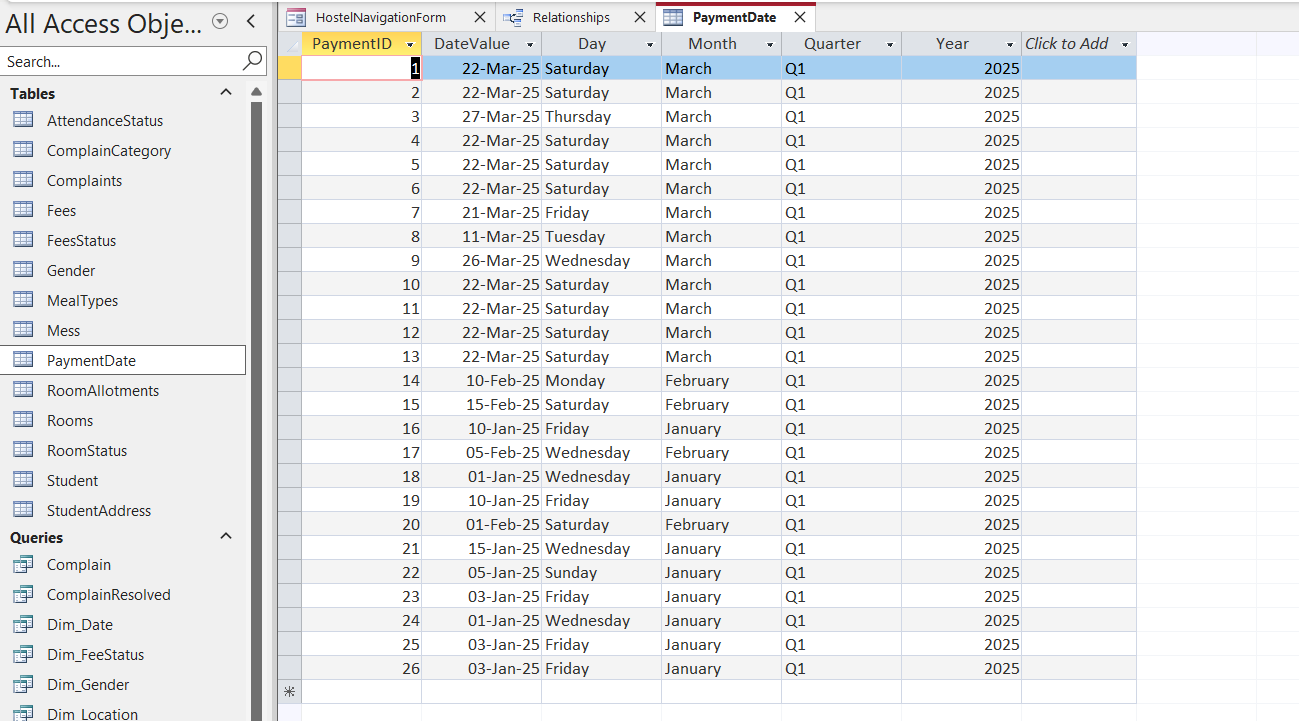 All Access Obje...
Search...
Tables
AttendanceStatus
ComplainCategory
Complaints
Fees
FeesStatus
Gender
MealTypes
Mess
PaymentDate
RoomAllotments
Rooms
RoomStatus
Student
StudentAddress
Queries
Complain
ComplainResolved
Dim_Date
Dim_FeeStatus
Dim_Gender
Dim_Location
HostelNavigationForm Relationships PaymentDate
PaymentID DateValue Day Month Quarter Year Click to Add
1 22-Mar-25 Saturday March Q1 2025
2 22-Mar-25 Saturday March Q1 2025
3 27-Mar-25 Thursday March Q1 2025
4 22-Mar-25 Saturday March Q1 2025
5 22-Mar-25 Saturday March Q1 2025
6 22-Mar-25 Saturday March Q1 2025
7 21-Mar-25 Friday March Q1 2025
8 11-Mar-25 Tuesday March Q1 2025
9 26-Mar-25 Wednesday March Q1 2025
10 22-Mar-25 Saturday March Q1 2025
11 22-Mar-25 Saturday March Q1 2025
12 22-Mar-25 Saturday March Q1 2025
13 22-Mar-25 Saturday March Q1 2025
14 10-Feb-25 Monday February Q1 2025
15 15-Feb-25 Saturday February Q1 2025
16 10-Jan-25 Friday January Q1 2025
17 05-Feb-25 Wednesday February Q1 2025
18 01-Jan-25 Wednesday January Q1 2025
19 10-Jan-25 Friday January Q1 2025
20 01-Feb-25 Saturday February Q1 2025
21 15-Jan-25 Wednesday January Q1 2025
22 05-Jan-25 Sunday January Q1 2025
23 03-Jan-25 Friday January Q1 2025
24 01-Jan-25 Wednesday January Q1 2025
25 03-Jan-25 Friday January Q1 2025
26 03-Jan-25 Friday January Q1 2025